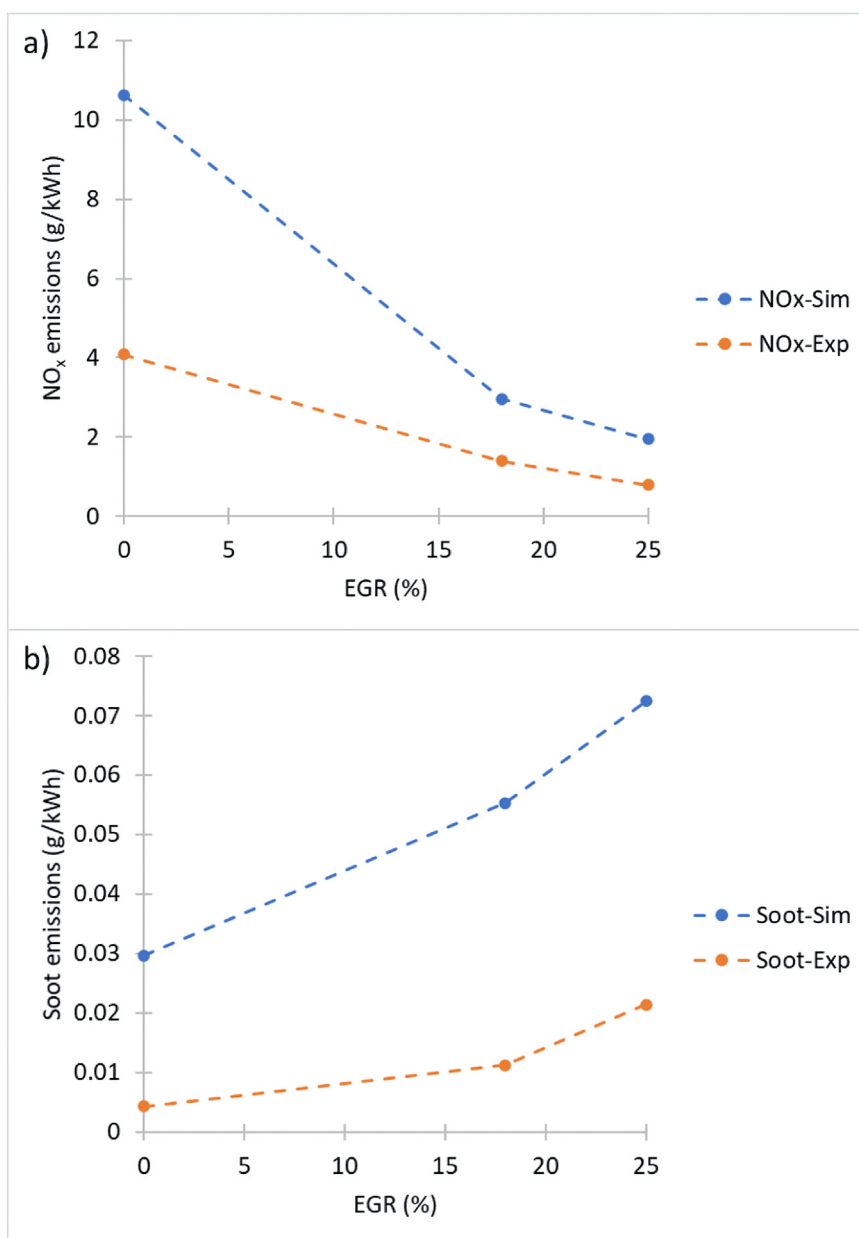 a)
12
10
8
6
4
2
0
NOₓ emissions (g/kWh)
0 5 10 15 20 25
EGR (%)
NOx-Sim
NOx-Exp
b)
0.08
0.07
0.06
0.05
0.04
0.03
0.02
0.01
0
Soot emissions (g/kWh)
0 5 10 15 20 25
EGR (%)
Soot-Sim
Soot-Exp